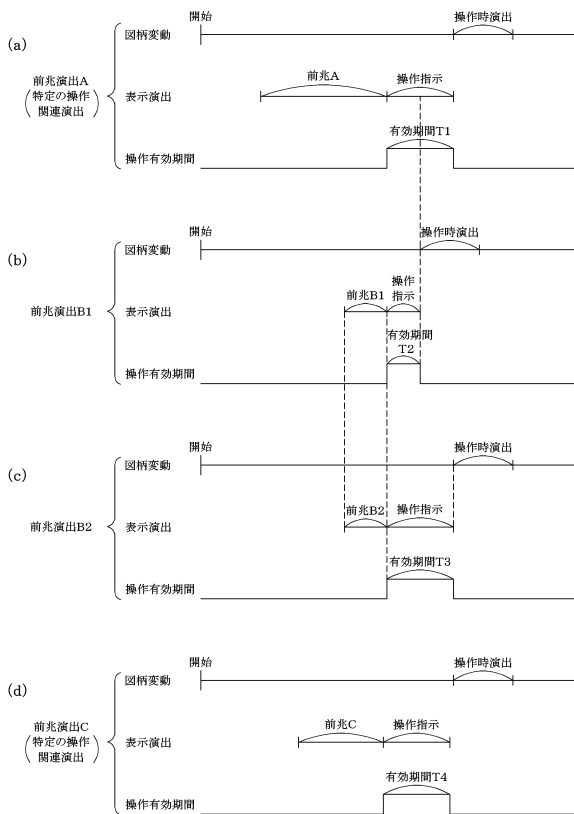 (a)
前兆演出A
(特定の操作
関連演出)
図柄変動
開始
操作時演出
表示演出
前兆A
操作指示
操作有効期間
有効期間T1
(b)
前兆演出B1
図柄変動
開始
操作時演出
表示演出
前兆B1
操作
指示
操作有効期間
有効期間
T2
(c)
前兆演出B2
図柄変動
開始
操作時演出
表示演出
前兆B2
操作指示
操作有効期間
有効期間T3
(d)
前兆演出C
(特定の操作
関連演出)
図柄変動
開始
操作時演出
表示演出
前兆C
操作指示
操作有効期間
有効期間T4